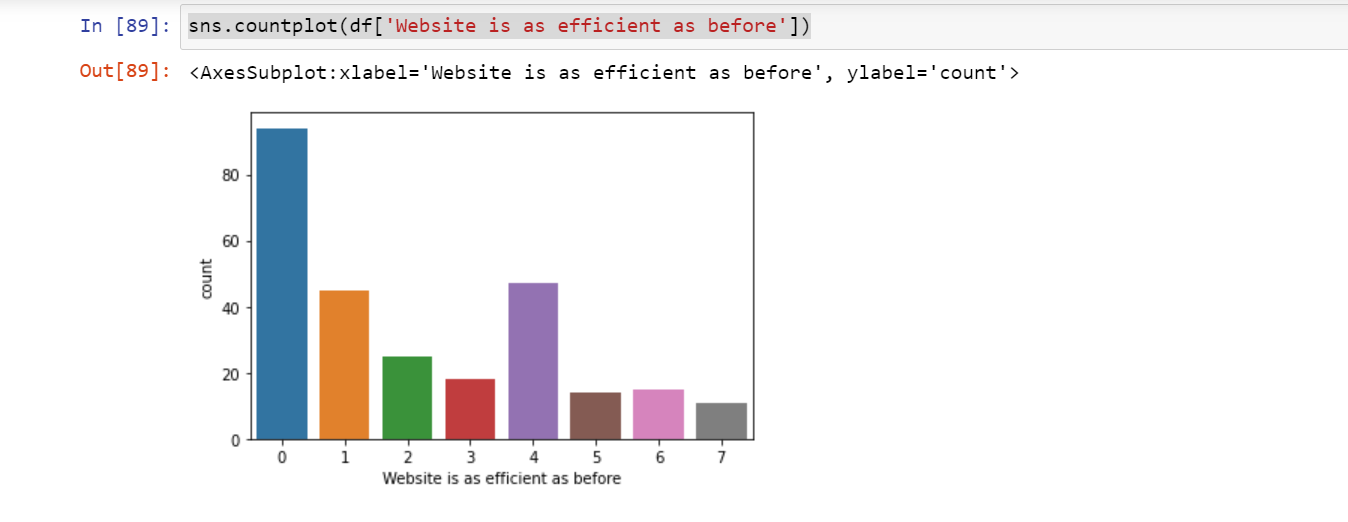 In [89]: sns.countplot(df['Website is as efficient as before'])
Out[89]: <AxesSubplot:xlabel='Website is as efficient as before', ylabel='count'>
80
60
40
20
0
count
0 1 2 3 4 5 6 7
Website is as efficient as before